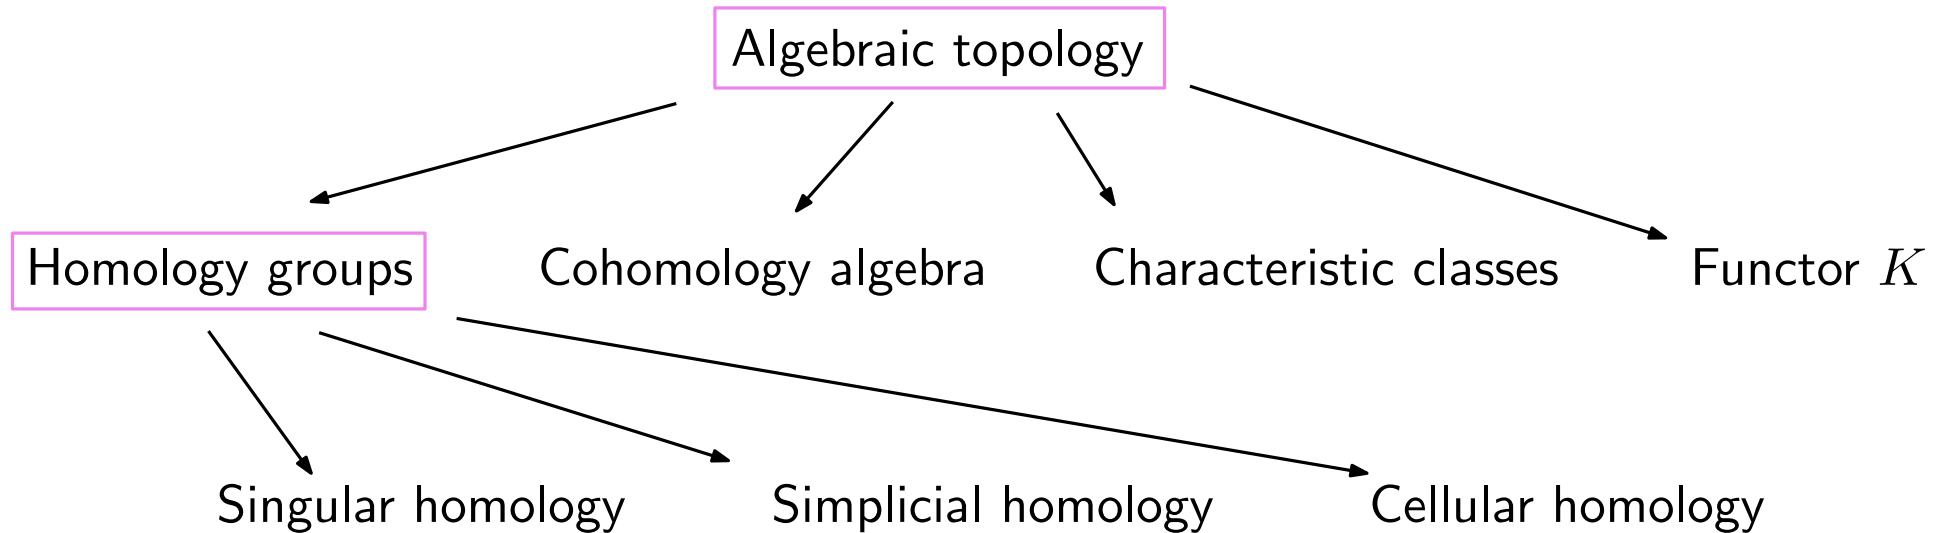 Algebraic topology
Homology groups
Cohomology algebra
Characteristic classes
Functor K
Singular homology
Simplicial homology
Cellular homology